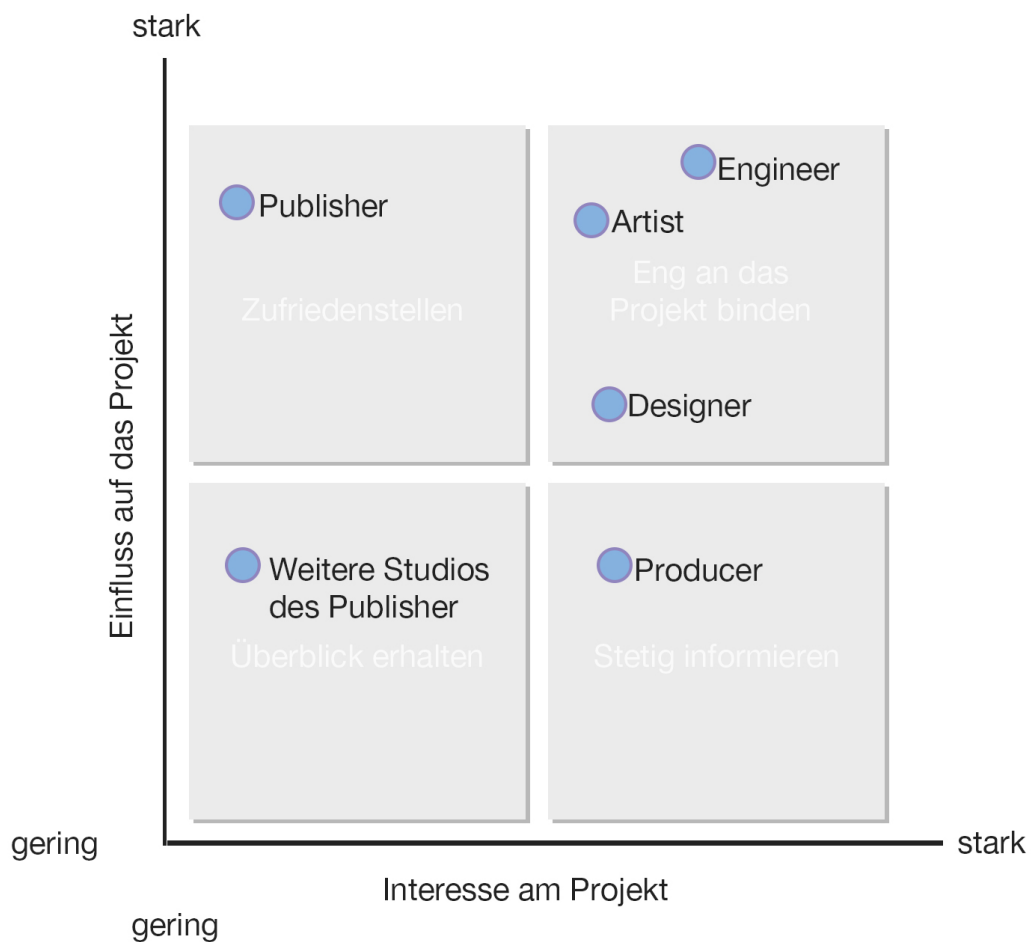 stark
Engineer
Publisher
Artist
Eng an das
Projekt binden
Zufriedenstellen
Einfluss auf das Projekt
Designer
Weitere Studios
des Publisher
Producer
Überblick erhalten
Stetig informieren
gering
stark
Interesse am Projekt
gering